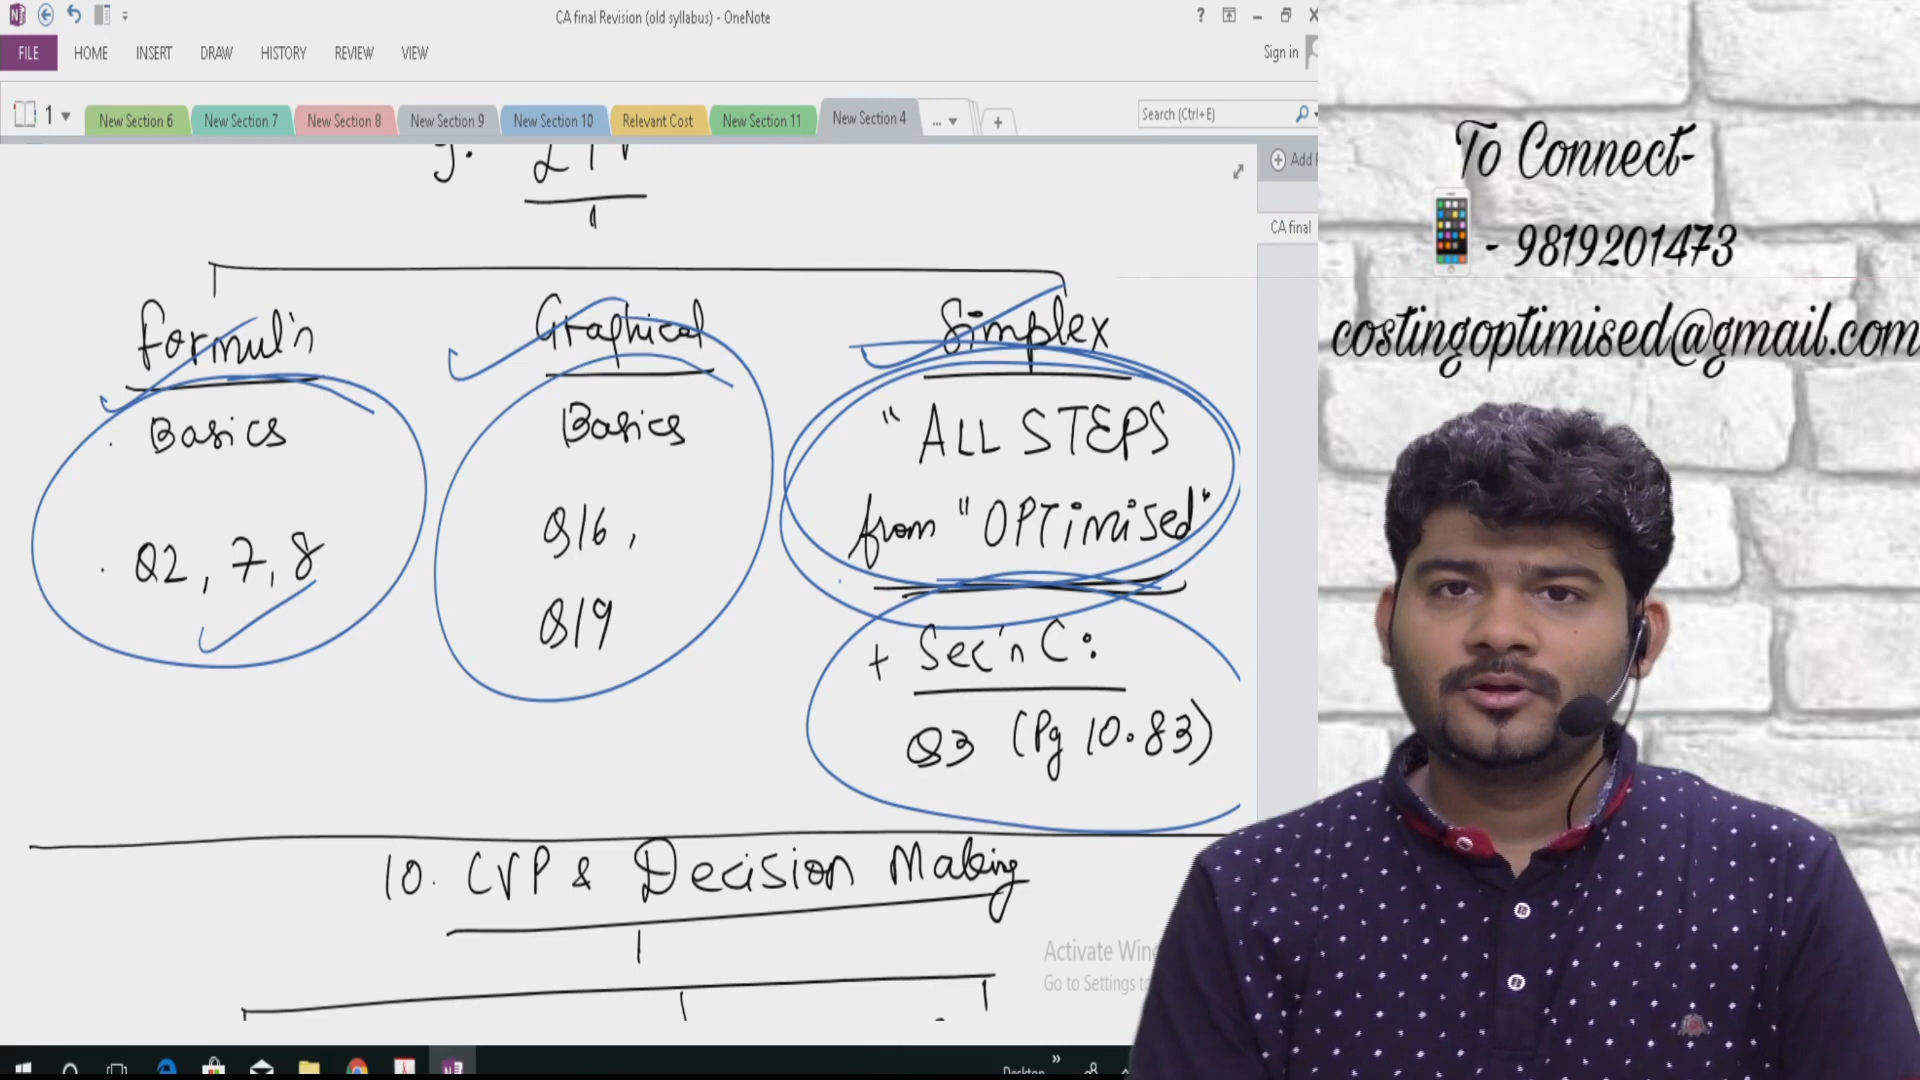 CA final Revision (old syllabus) - OneNote
FILE HOME INSERT DRAW HISTORY REVIEW VIEW
Sign in
1 New Section 6 New Section 7 New Section 8 New Section 9 New Section 10 Relevant Cost New Section 11 New Section 4 ...
Search (Ctrl+E)
Add
CA final
Formul'n
Basics
Q2, 7, 8
Graphical
Basics
Q16,
Q19
Simplex
"ALL STEPS
from "OPTimised"
+ Sec'n C:
Q3 (Pg 10.83)
10. CVP & Decision Making
Activate
Go to Settings
Desktop
To Connect-
- 9819201473
costingoptimised@gmail.com